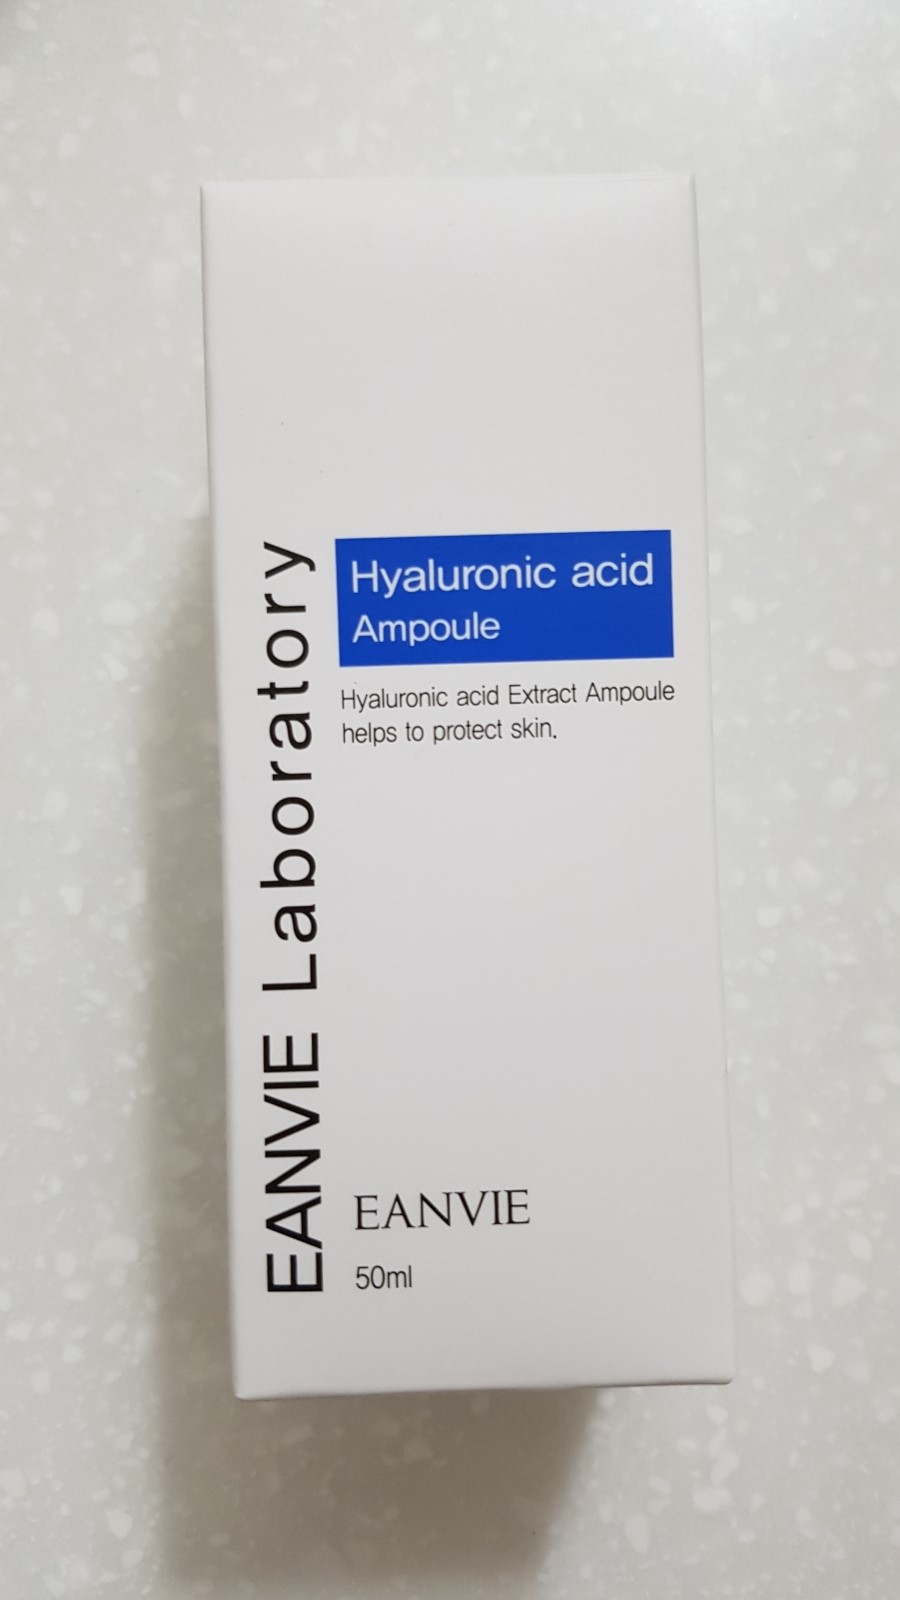 EANVIE Laboratory
Hyaluronic acid
Ampoule
Hyaluronic acid Extract Ampoule
helps to protect skin.
EANVIE
50ml